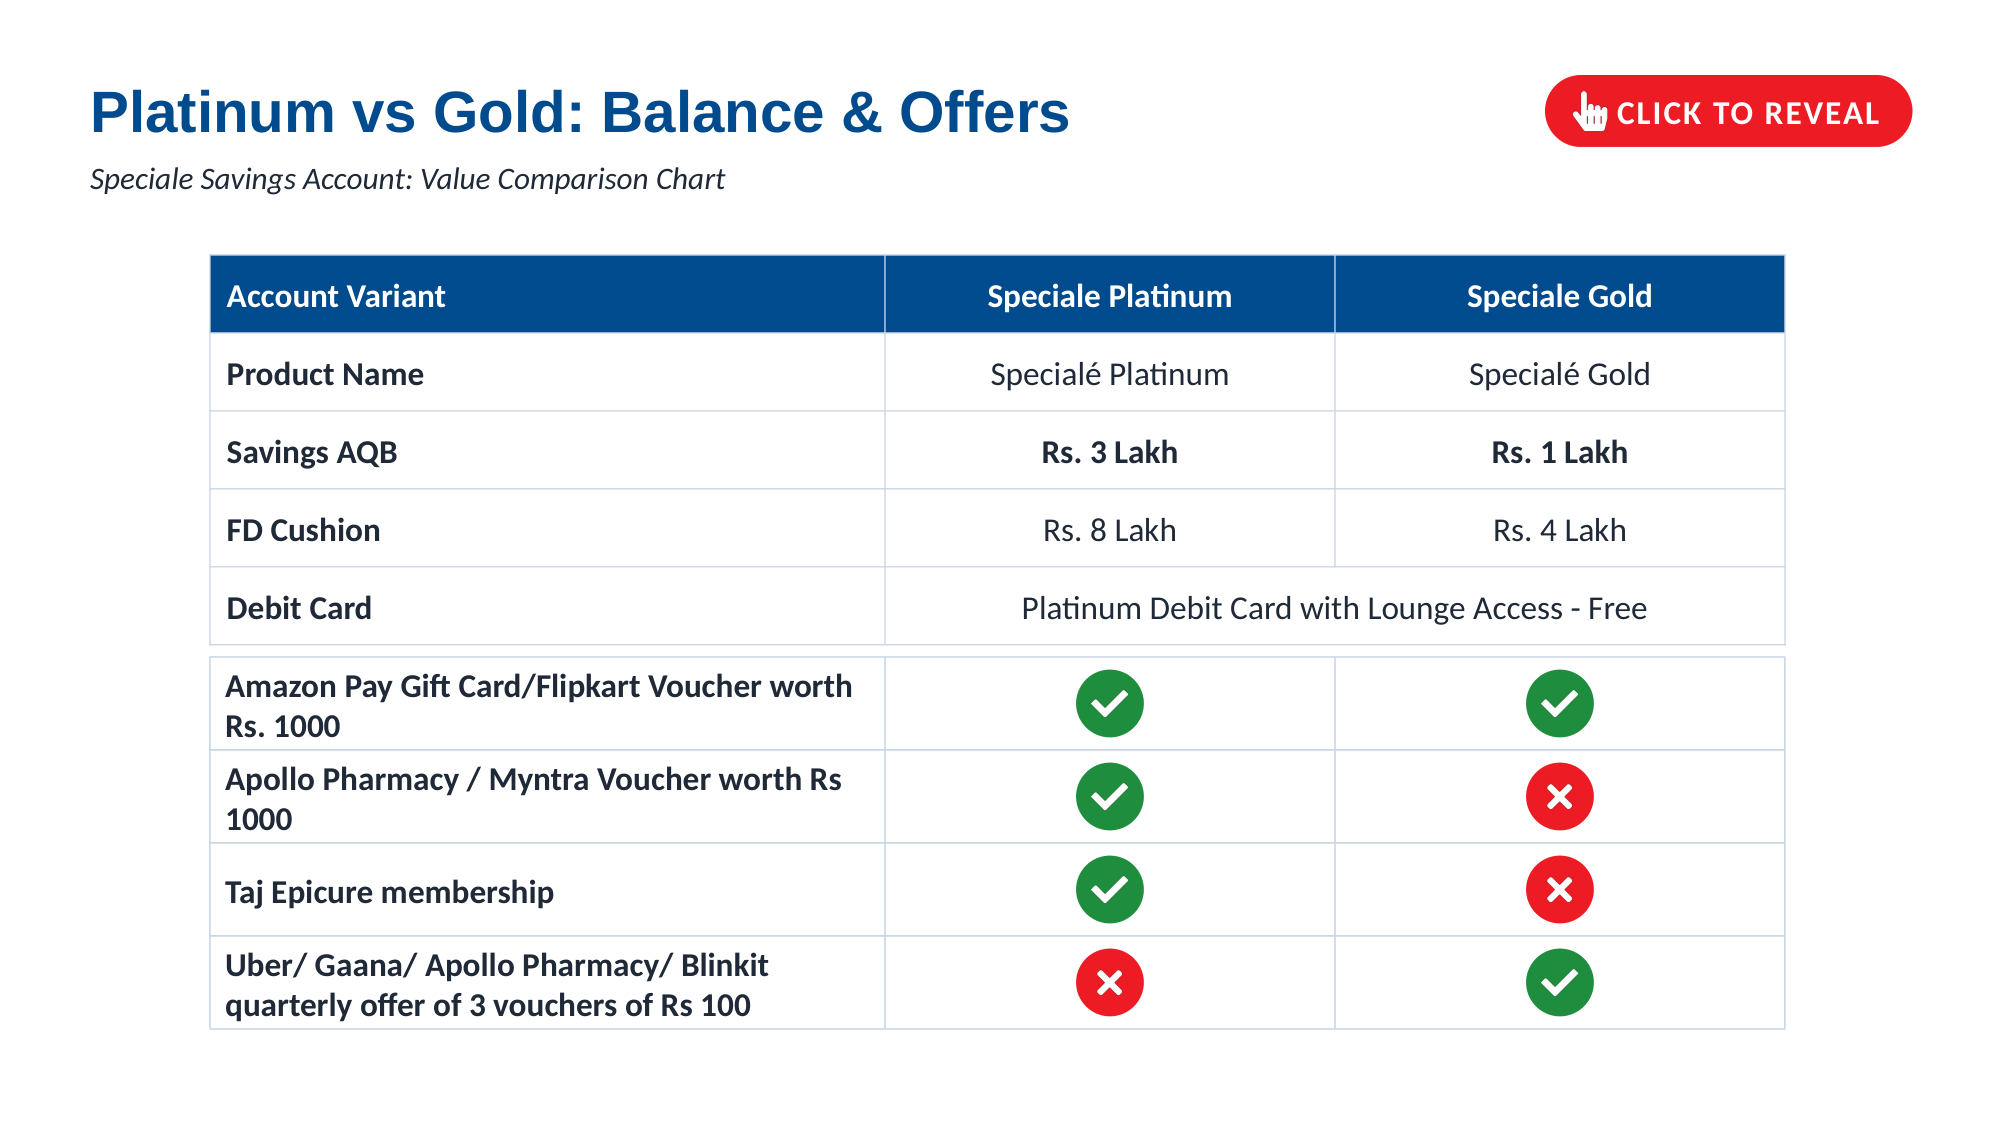 Platinum vs Gold: Balance & Offers
CLICK TO REVEAL
Speciale Savings Account: Value Comparison Chart
Account Variant Speciale Platinum Speciale Gold
Product Name Specialé Platinum Specialé Gold
Savings AQB Rs. 3 Lakh Rs. 1 Lakh
FD Cushion Rs. 8 Lakh Rs. 4 Lakh
Debit Card Platinum Debit Card with Lounge Access - Free
Amazon Pay Gift Card/Flipkart Voucher worth
Rs. 1000
Apollo Pharmacy / Myntra Voucher worth Rs
1000
Taj Epicure membership
Uber/ Gaana/ Apollo Pharmacy/ Blinkit
quarterly offer of 3 vouchers of Rs 100